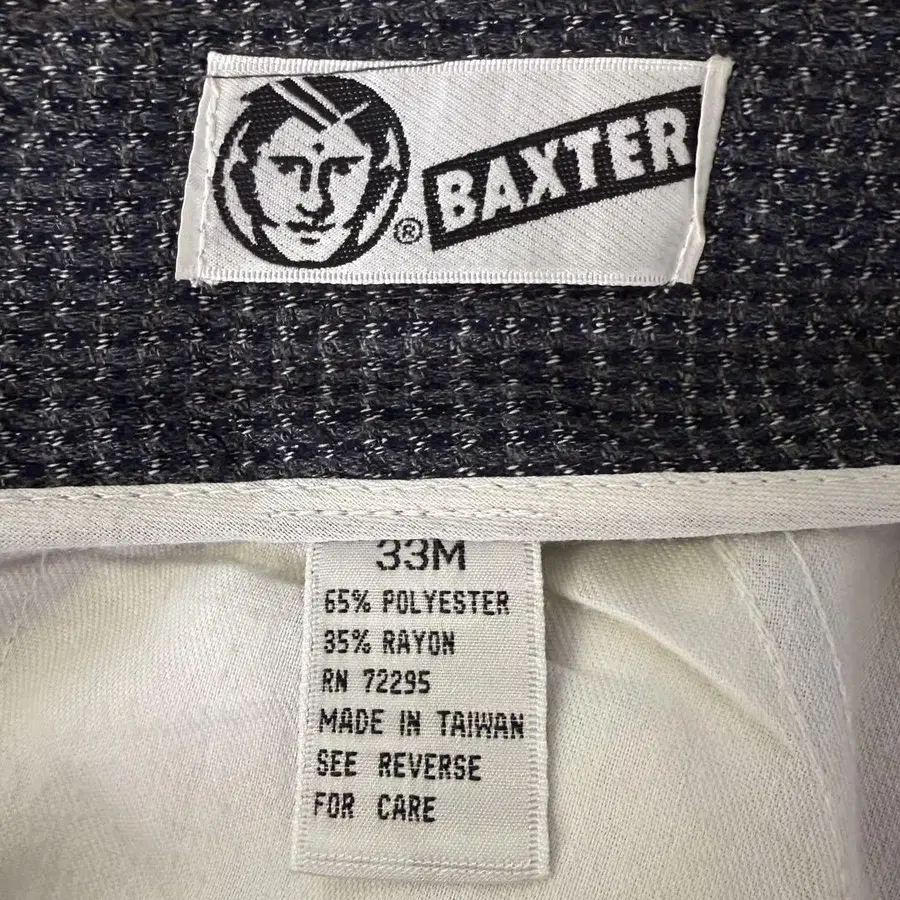 ® BAXTER
33M
65% POLYESTER
35% RAYON
RN 72295
MADE IN TAIWAN
SEE REVERSE
FOR CARE